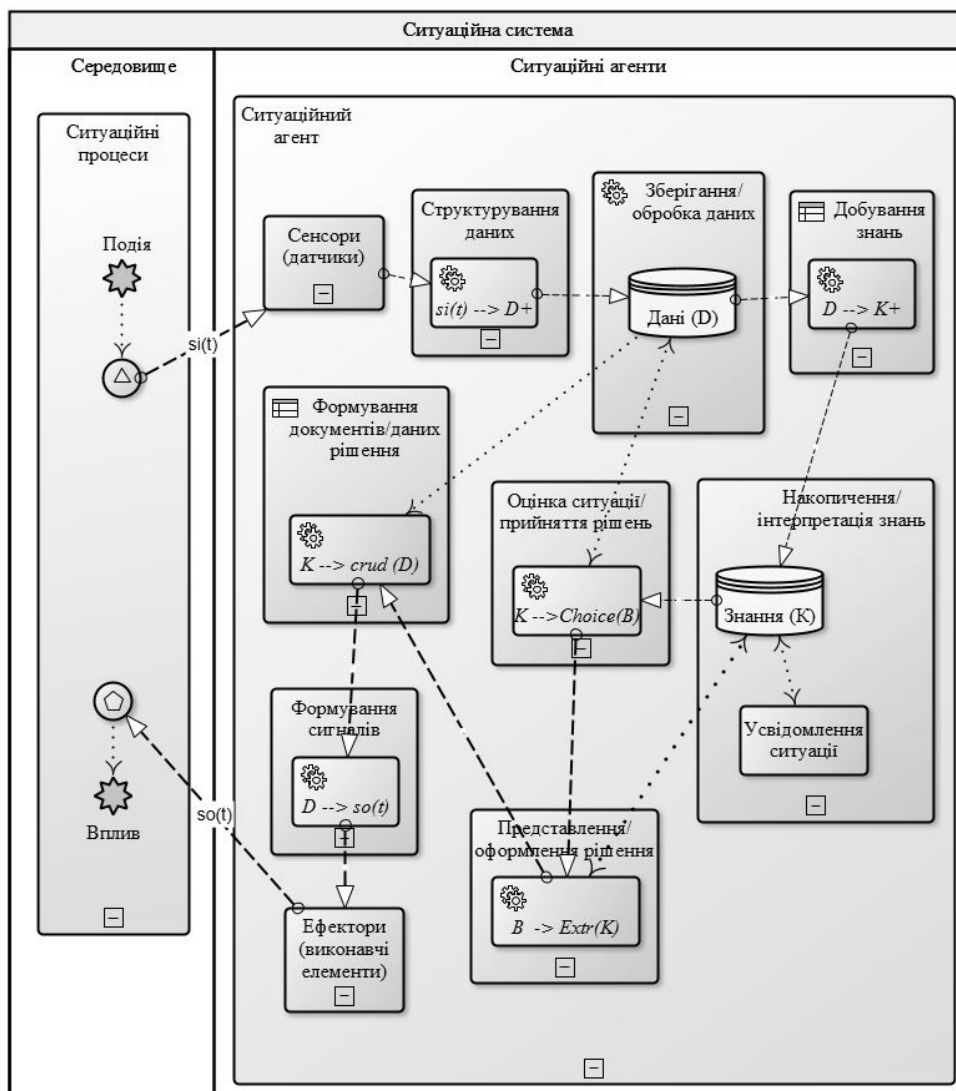 Ситуаційна система
Середовище
Ситуаційні агенти
Ситуаційні
процеси
Подія
si(t)
Вплив
so(t)
Ситуаційний
агент
Сенсори
(датчики)
Структурування
даних
si(t) --> D+
Зберігання/
обробка даних
Дані (D)
Добування
знань
D --> K+
Формування
документів/даних
рішення
K --> crud (D)
Оцінка ситуації/
прийняття рішень
K -->Choice(B)
Накопичення/
інтерпретація знань
Знання (К)
Усвідомлення
ситуації
Формування
сигналів
D --> so(t)
Представлення/
оформлення рішення
B -> Extr(K)
Ефектори
(виконавчі
елементи)